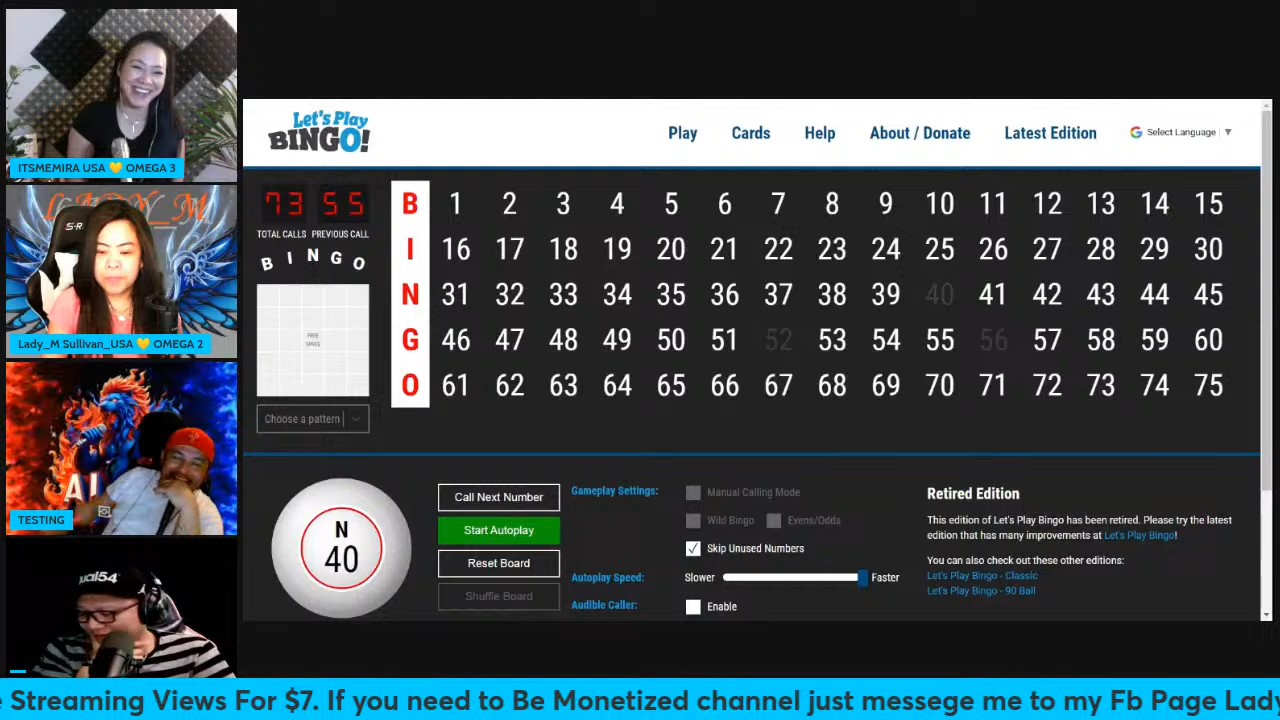 LADY_M
AI
ual54
ITSMEMIRA USA 💛 OMEGA 3
Lady_M Sullivan_USA 💛 OMEGA 2
TESTING
Let's Play
BINGO!
Play Cards Help About / Donate Latest Edition Select Language
73 55
TOTAL CALLS PREVIOUS CALL
BINGO
FREE
SPACE
Choose a pattern
B 1 2 3 4 5 6 7 8 9 10 11 12 13 14 15
I 16 17 18 19 20 21 22 23 24 25 26 27 28 29 30
N 31 32 33 34 35 36 37 38 39 40 41 42 43 44 45
G 46 47 48 49 50 51 52 53 54 55 56 57 58 59 60
O 61 62 63 64 65 66 67 68 69 70 71 72 73 74 75
N
40
Call Next Number
Start Autoplay
Reset Board
Shuffle Board
Gameplay Settings:
Manual Calling Mode
Wild Bingo Evens/Odds
Skip Unused Numbers
Autoplay Speed: Slower Faster
Audible Caller: Enable
Retired Edition
This edition of Let's Play Bingo has been retired. Please try the latest
edition that has many improvements at Let's Play Bingo!
You can also check out these other editions:
Let's Play Bingo - Classic
Let's Play Bingo - 90 Ball
e Streaming Views For $7. If you need to Be Monetized channel just messege me to my Fb Page Lady